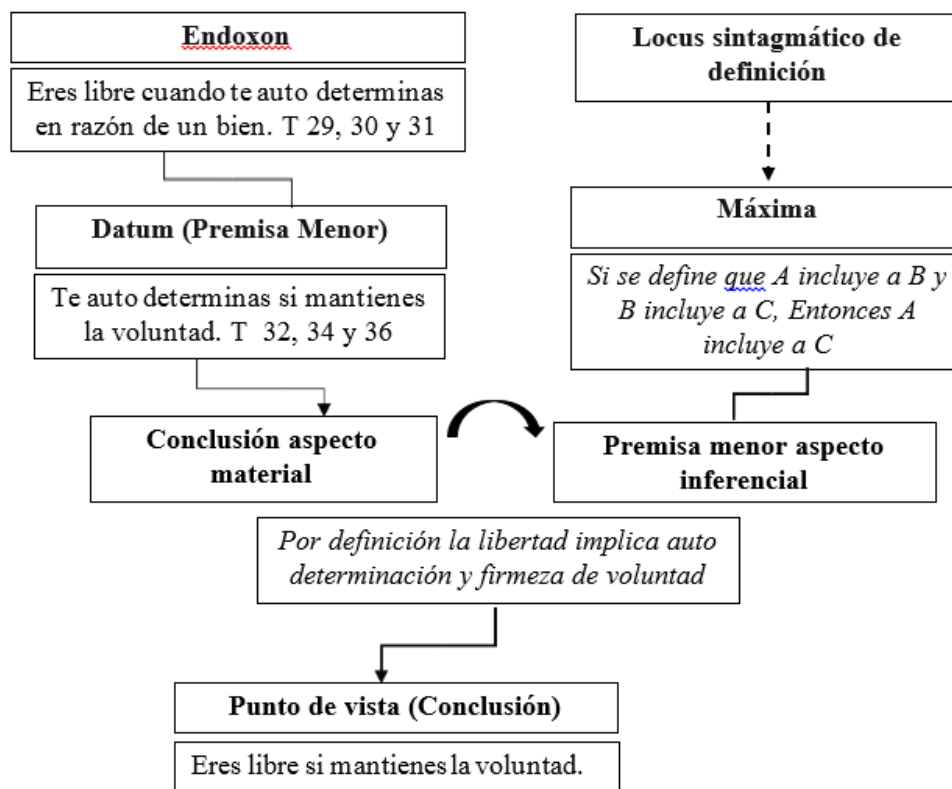 Endoxon
Eres libre cuando te auto determinas
en razón de un bien. T 29, 30 y 31
Datum (Premisa Menor)
Te auto determinas si mantienes
la voluntad. T 32, 34 y 36
Conclusión aspecto
material
Locus sintagmático de
definición
Máxima
Si se define que A incluye a B y
B incluye a C, Entonces A
incluye a C
Premisa menor aspecto
inferencial
Por definición la libertad implica auto
determinación y firmeza de voluntad
Punto de vista (Conclusión)
Eres libre si mantienes la voluntad.